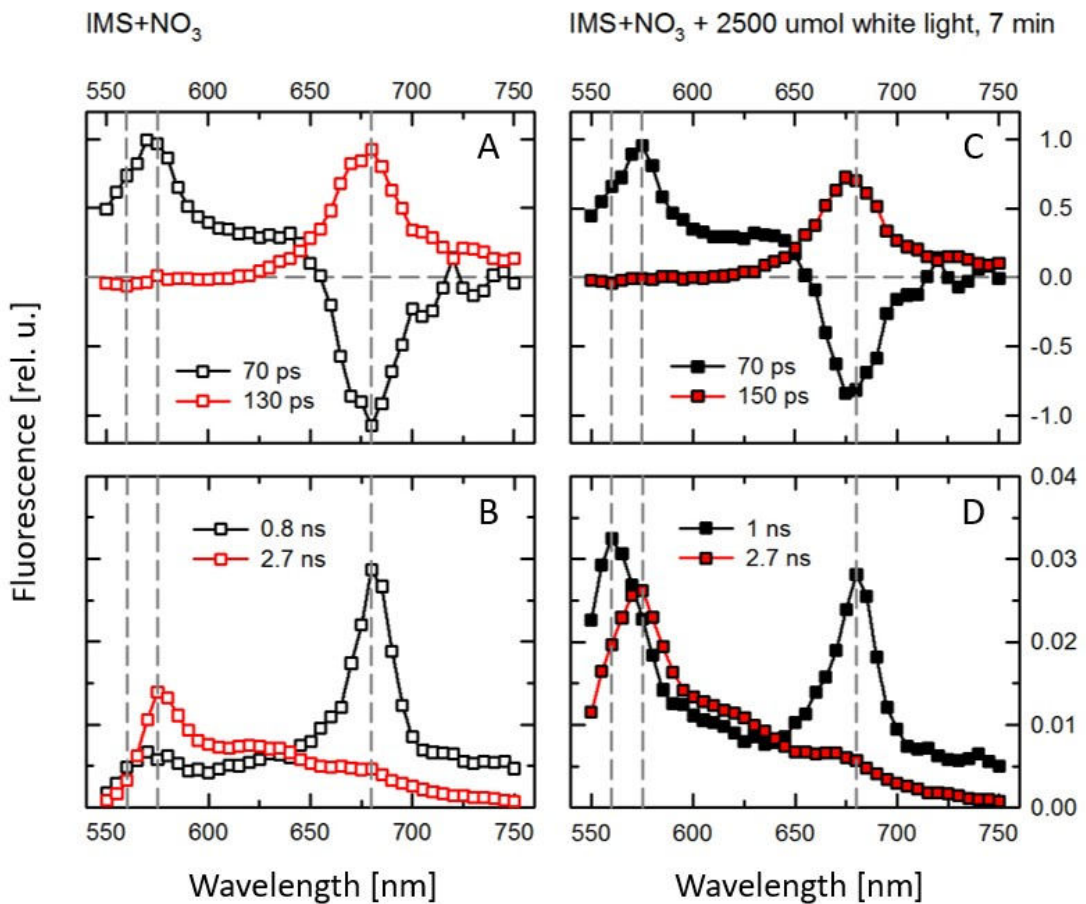 IMS+NO3
IMS+NO3 + 2500 umol white light, 7 min
550 600 650 700 750
550 600 650 700 750
A
C
1.0
0.5
0.0
-0.5
-1.0
70 ps
130 ps
70 ps
150 ps
Fluorescence [rel. u.]
B
D
0.8 ns
2.7 ns
1 ns
2.7 ns
0.04
0.03
0.02
0.01
0.00
550 600 650 700 750
550 600 650 700 750
Wavelength [nm]
Wavelength [nm]